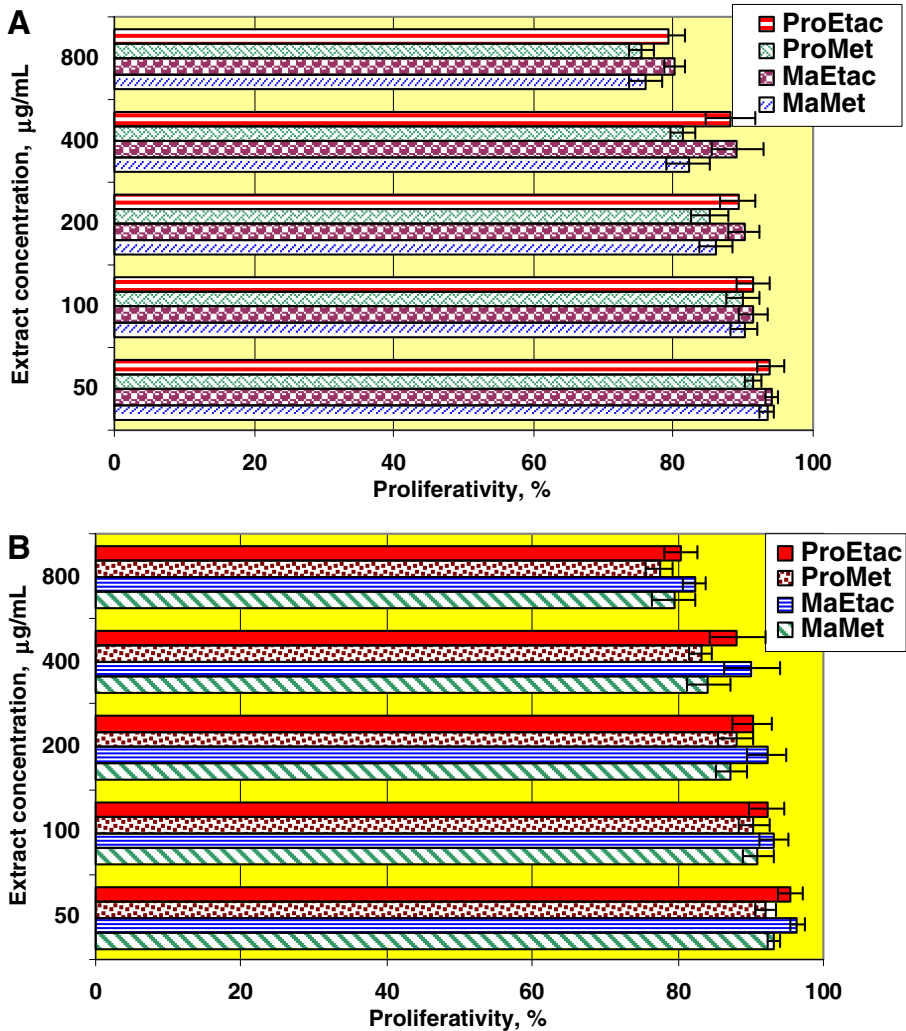 A
ProEtac
ProMet
MaEtac
MaMet
Extract concentration, μg/mL
800
400
200
100
50
0 20 40 60 80 100
Proliferativity, %
B
ProEtac
ProMet
MaEtac
MaMet
Extract concentration, μg/mL
800
400
200
100
50
0 20 40 60 80 100
Proliferativity, %